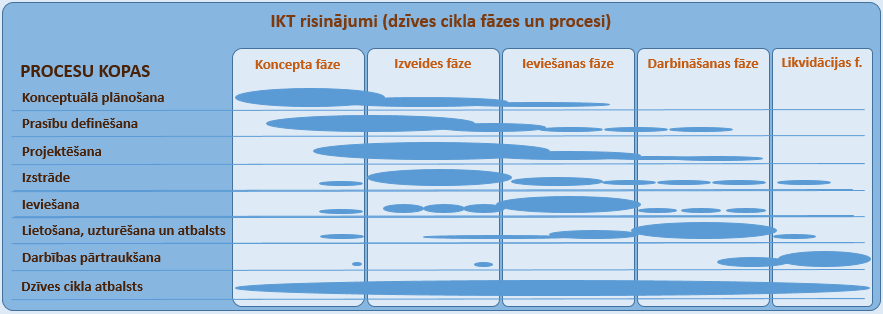 IKT risinājumi (dzīves cikla fāzes un procesi)
PROCESU KOPAS
Koncepta fāze
Izveides fāze
Ieviešanas fāze
Darbināšanas fāze
Likvidācijas f.
Konceptuālā plānošana
Prasību definēšana
Projektēšana
Izstrāde
Ieviešana
Lietošana, uzturēšana un atbalsts
Darbības pārtraukšana
Dzīves cikla atbalsts